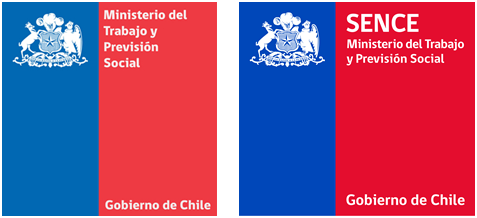 Ministerio del
Trabajo y
Previsión
Social
Gobierno de Chile
SENCE
Ministerio del Trabajo
y Previsión Social
Gobierno de Chile